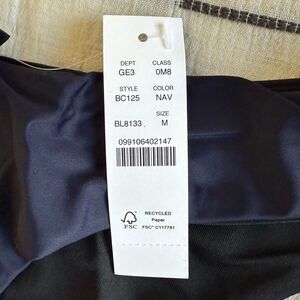 DEPT CLASS
GE3 0M8
STYLE COLOR
BC125 NAV
SIZE
BL8133 M
099106402147
FSC
RECYCLED
Paper
FSC® C117781